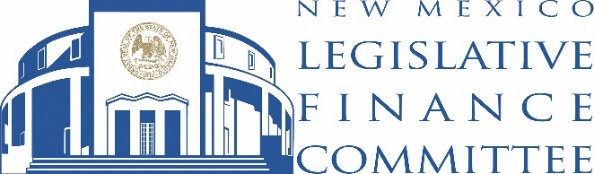 NEW MEXICO
LEGISLATIVE
FINANCE
COMMITTEE